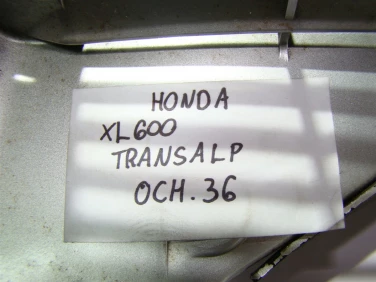 HONDA
XL600
TRANSALP
OCH.36